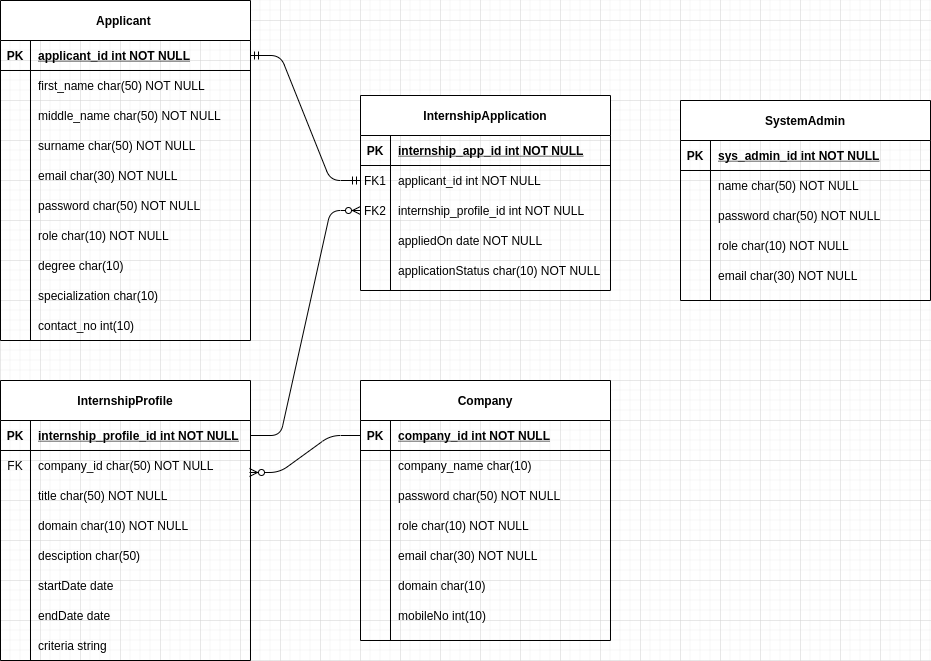 Applicant
PK applicant_id int NOT NULL
first_name char(50) NOT NULL
middle_name char(50) NOT NULL
surname char(50) NOT NULL
email char(30) NOT NULL
password char(50) NOT NULL
role char(10) NOT NULL
degree char(10)
specialization char(10)
contact_no int(10)
InternshipApplication
PK internship_app_id int NOT NULL
FK1 applicant_id int NOT NULL
FK2 internship_profile_id int NOT NULL
appliedOn date NOT NULL
applicationStatus char(10) NOT NULL
SystemAdmin
PK sys_admin_id int NOT NULL
name char(50) NOT NULL
password char(50) NOT NULL
role char(10) NOT NULL
email char(30) NOT NULL
InternshipProfile
PK internship_profile_id int NOT NULL
FK company_id char(50) NOT NULL
title char(50) NOT NULL
domain char(10) NOT NULL
desciption char(50)
startDate date
endDate date
criteria string
Company
PK company_id int NOT NULL
company_name char(10)
password char(50) NOT NULL
role char(10) NOT NULL
email char(30) NOT NULL
domain char(10)
mobileNo int(10)